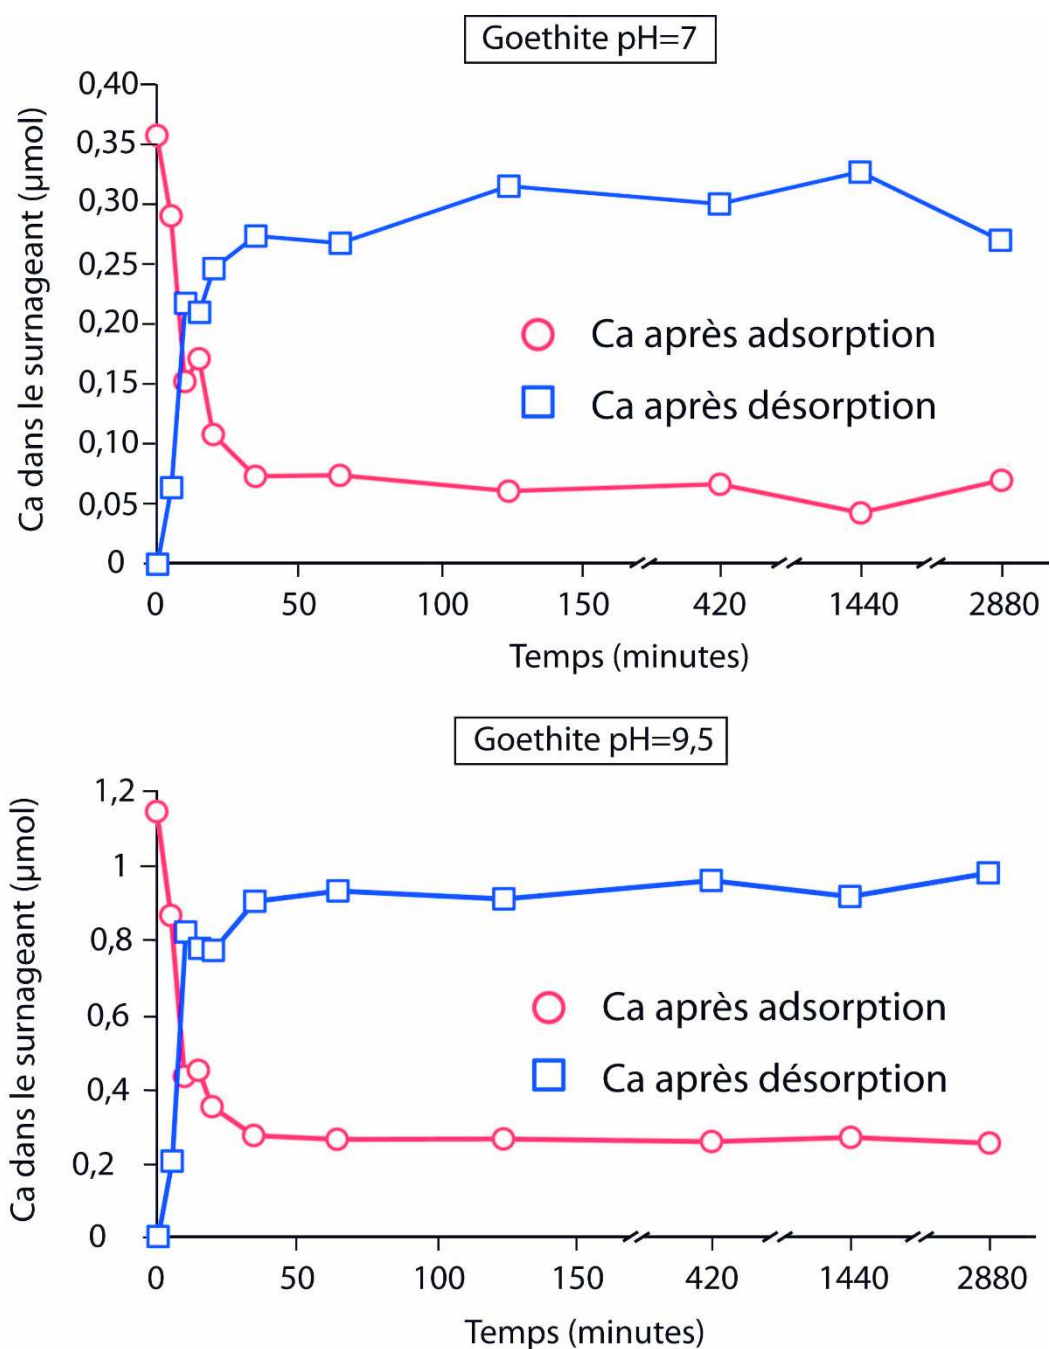 Goethite pH=7
Ca dans le surnageant (µmol)
0,40
0,35
0,30
0,25
0,20
0,15
0,10
0,05
0
Ca après adsorption
Ca après désorption
0 50 100 150 420 1440 2880
Temps (minutes)
Goethite pH=9,5
Ca dans le surnageant (µmol)
1,2
1
0,8
0,6
0,4
0,2
0
Ca après adsorption
Ca après désorption
0 50 100 150 420 1440 2880
Temps (minutes)